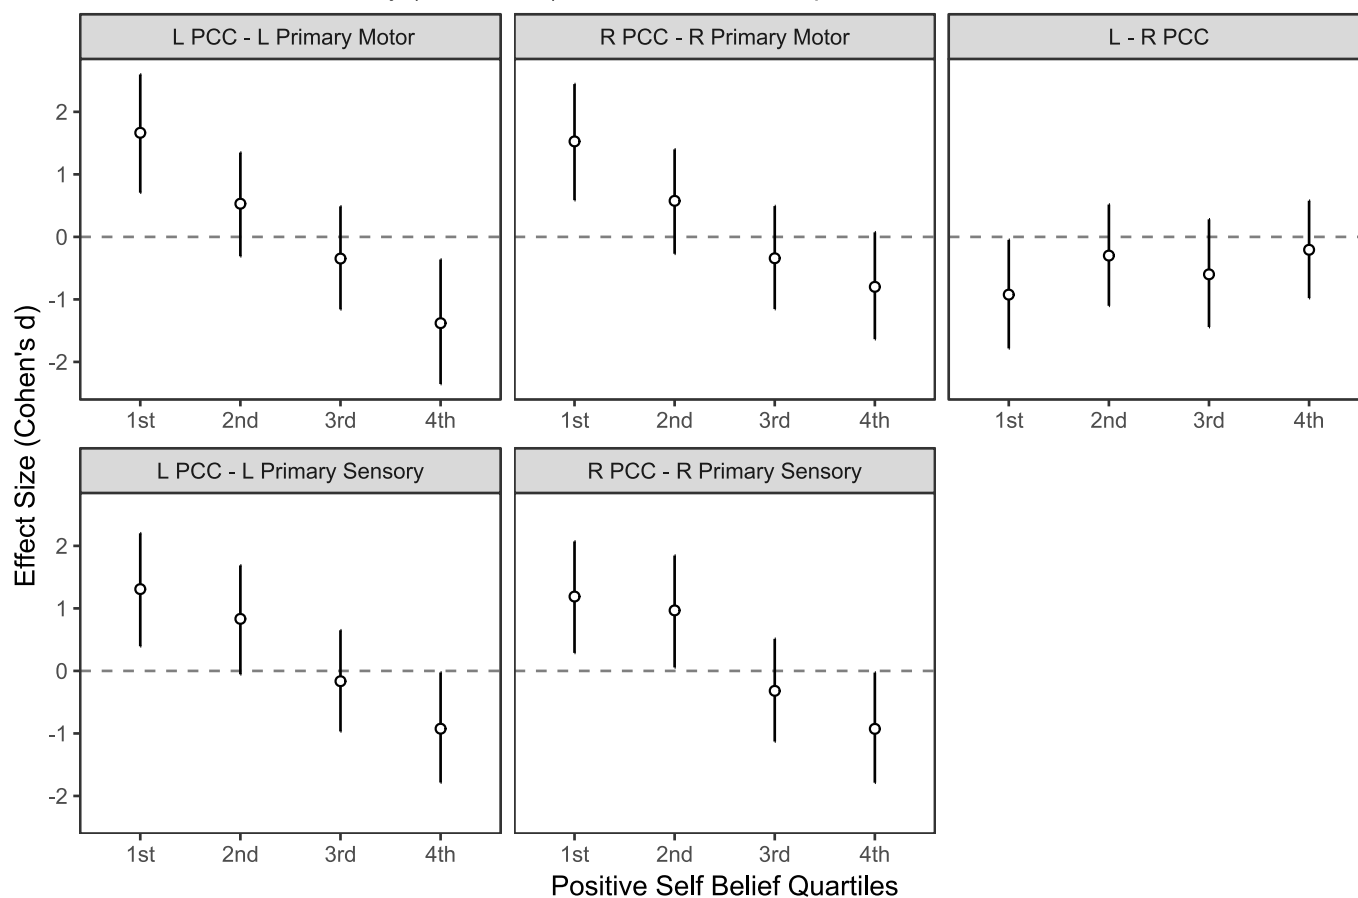 L PCC - L Primary Motor
R PCC - R Primary Motor
L - R PCC
2
1
0
-1
-2
1st 2nd 3rd 4th
1st 2nd 3rd 4th
1st 2nd 3rd 4th
L PCC - L Primary Sensory
R PCC - R Primary Sensory
2
1
0
-1
-2
1st 2nd 3rd 4th
1st 2nd 3rd 4th
Effect Size (Cohen's d)
Positive Self Belief Quartiles